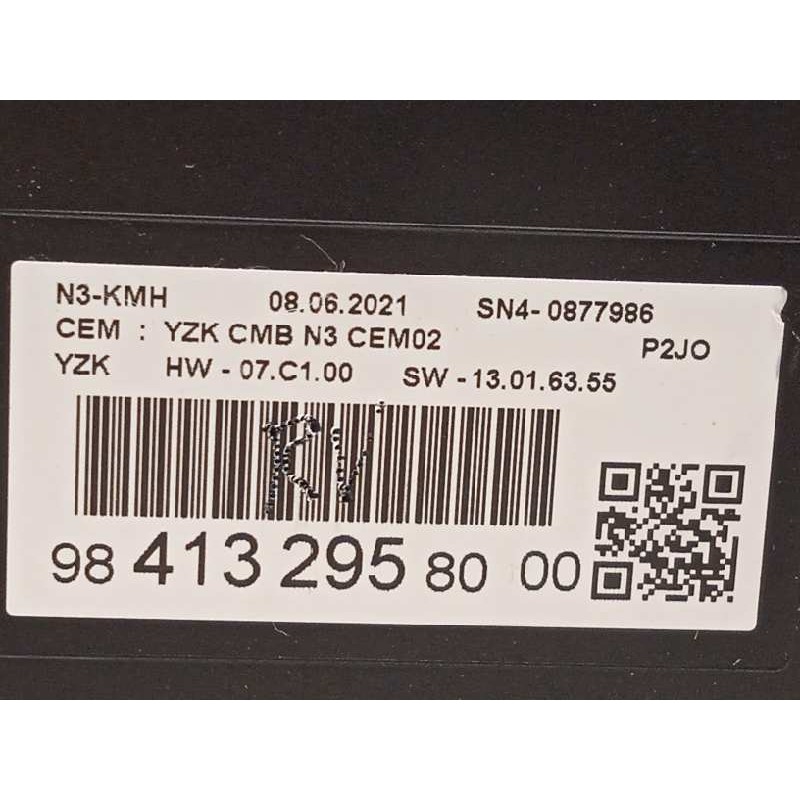 N3-KMH 08.06.2021 SN4-0877986
CEM : YZK CMB N3 CEM02 P2JO
YZK HW - 07.C1.00 SW - 13.01.63.55
RV
98 413 295 80 00